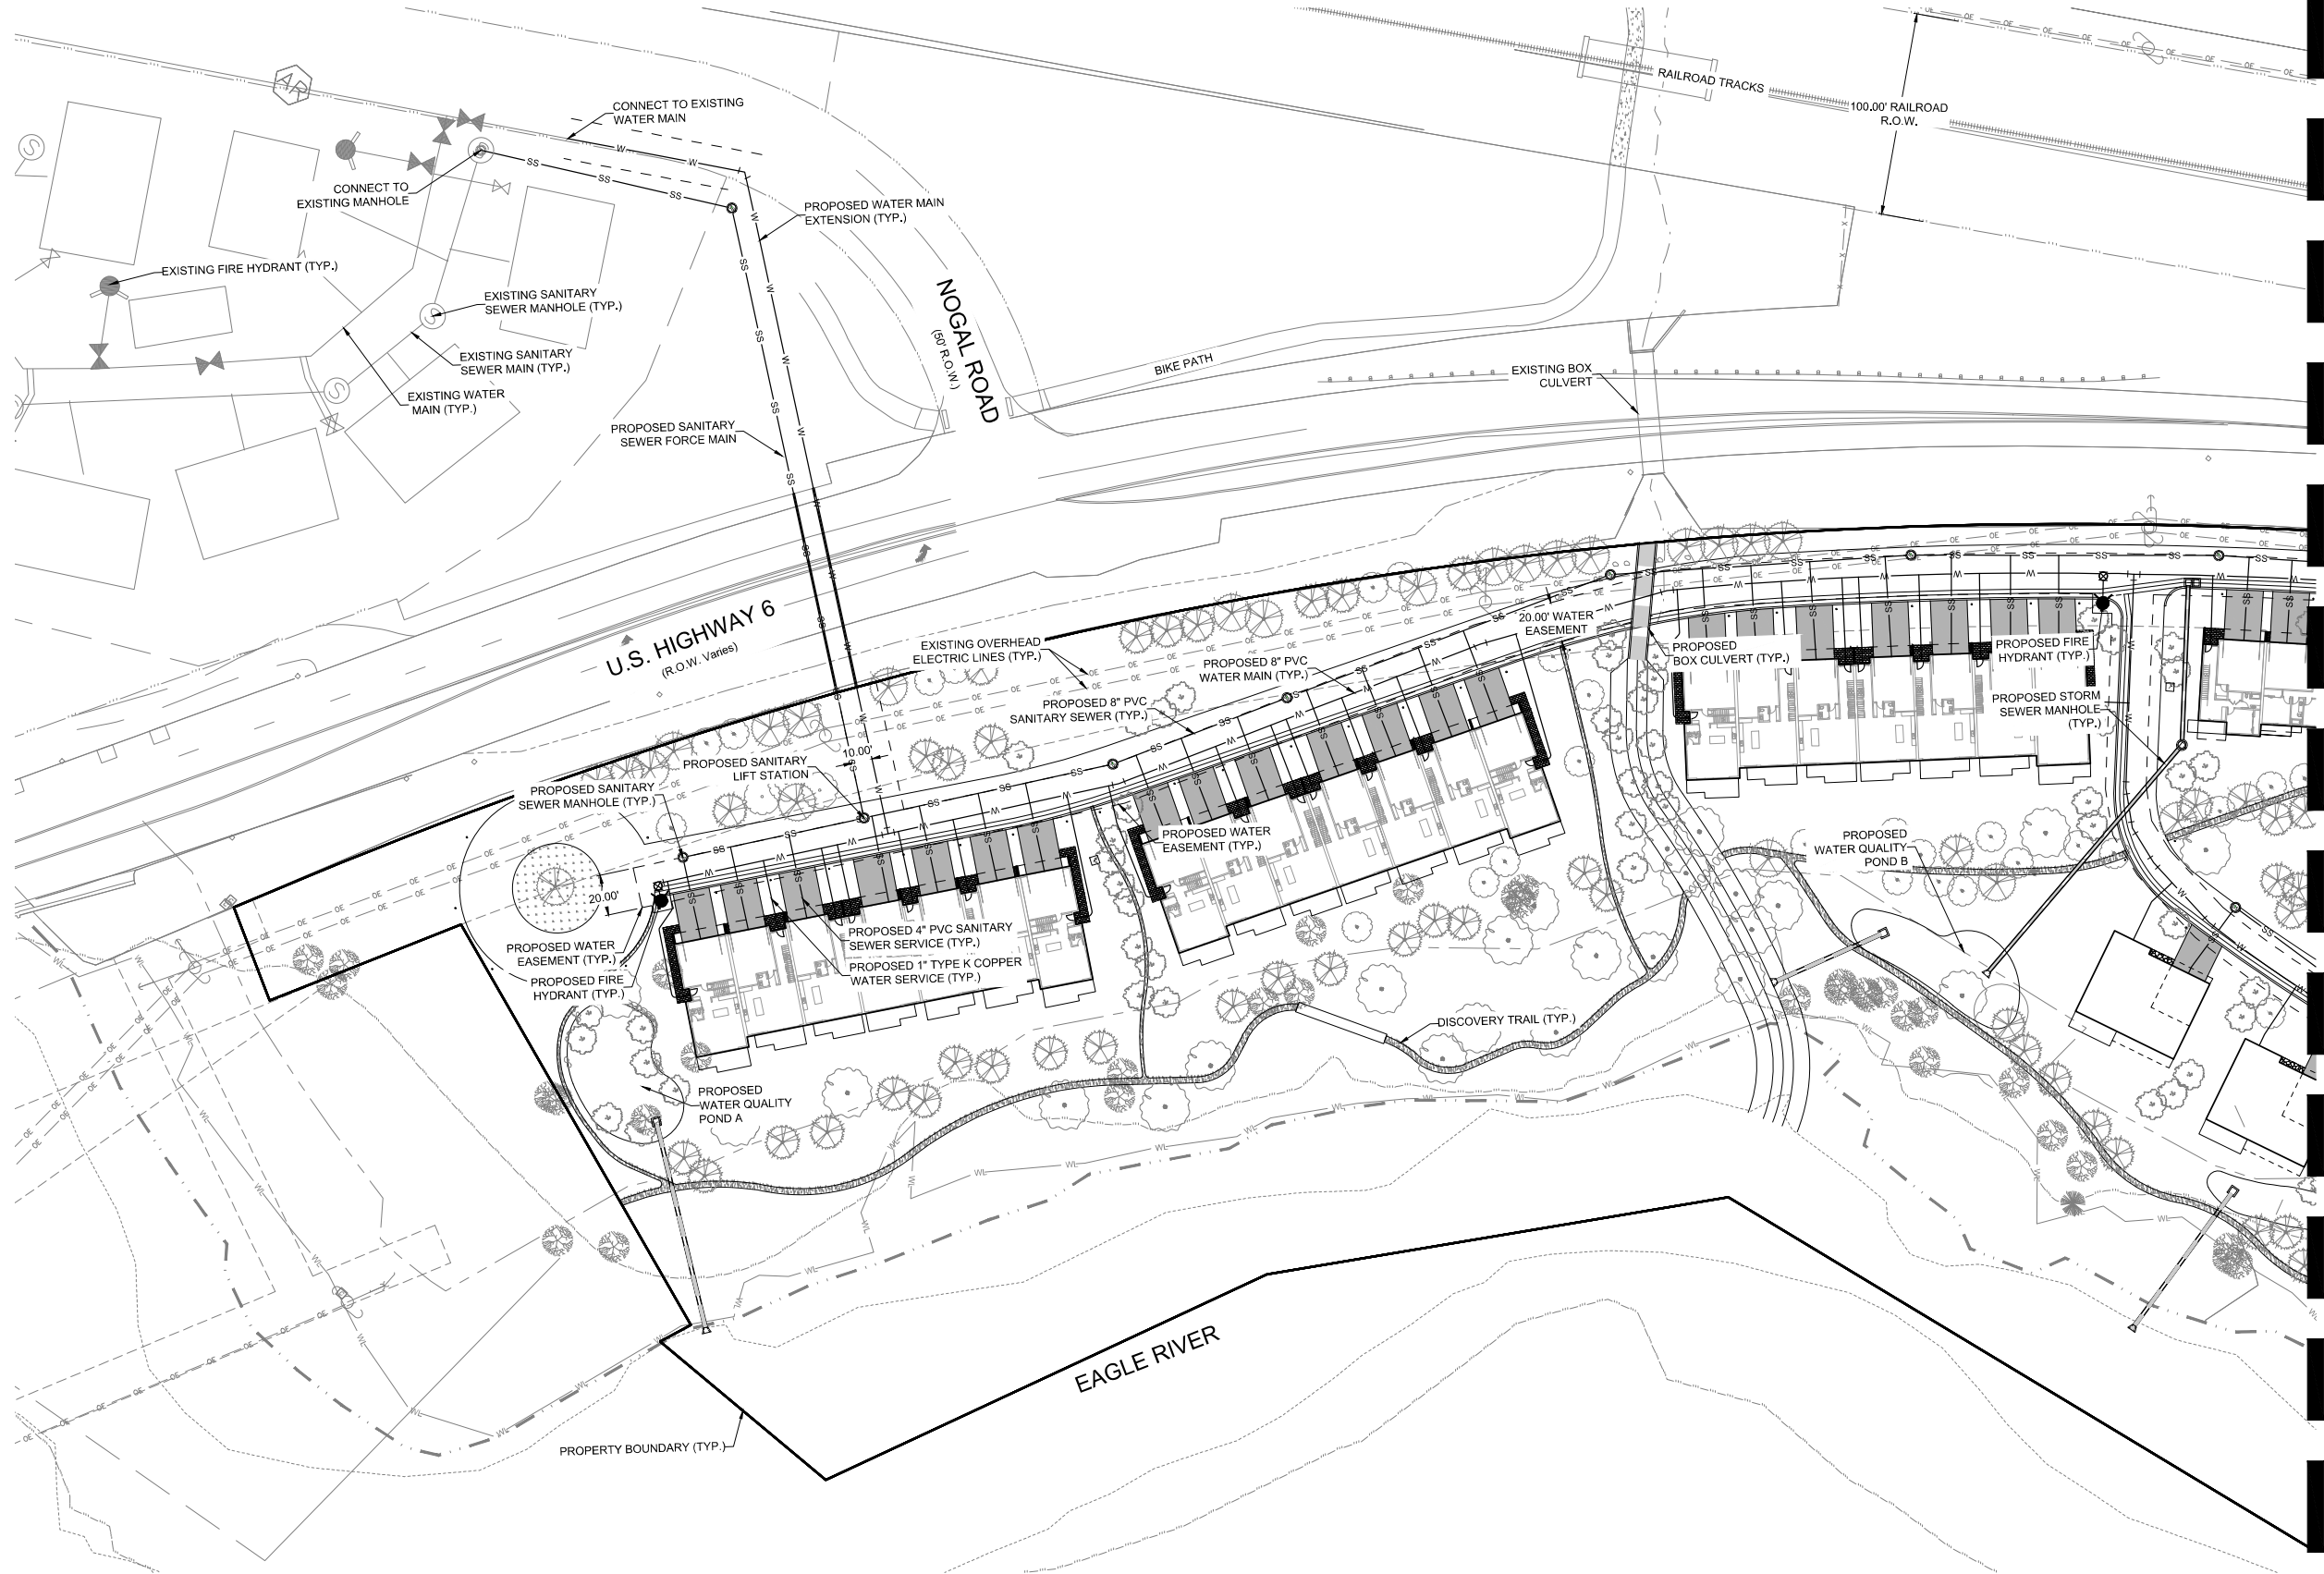 RAILROAD TRACKS
100.00' RAILROAD
R.O.W.
CONNECT TO EXISTING
WATER MAIN
CONNECT TO
EXISTING MANHOLE
PROPOSED WATER MAIN
EXTENSION (TYP.)
EXISTING FIRE HYDRANT (TYP.)
EXISTING SANITARY
SEWER MANHOLE (TYP.)
EXISTING SANITARY
SEWER MAIN (TYP.)
EXISTING WATER
MAIN (TYP.)
PROPOSED SANITARY
SEWER FORCE MAIN
NOGAL ROAD
(50' R.O.W.)
BIKE PATH
EXISTING BOX
CULVERT
U.S. HIGHWAY 6
(R.O.W. Varies)
EXISTING OVERHEAD
ELECTRIC LINES (TYP.)
20.00' WATER
EASEMENT
PROPOSED 8" PVC
WATER MAIN (TYP.)
PROPOSED 8" PVC
SANITARY SEWER (TYP.)
PROPOSED
BOX CULVERT (TYP.)
PROPOSED FIRE
HYDRANT (TYP.)
PROPOSED STORM
SEWER MANHOLE
(TYP.)
10.00'
PROPOSED SANITARY
LIFT STATION
PROPOSED SANITARY
SEWER MANHOLE (TYP.)
PROPOSED WATER
EASEMENT (TYP.)
PROPOSED
WATER QUALITY
POND B
20.00'
PROPOSED WATER
EASEMENT (TYP.)
PROPOSED FIRE
HYDRANT (TYP.)
PROPOSED 4" PVC SANITARY
SEWER SERVICE (TYP.)
PROPOSED 1" TYPE K COPPER
WATER SERVICE (TYP.)
DISCOVERY TRAIL (TYP.)
PROPOSED
WATER QUALITY
POND A
EAGLE RIVER
PROPERTY BOUNDARY (TYP.)